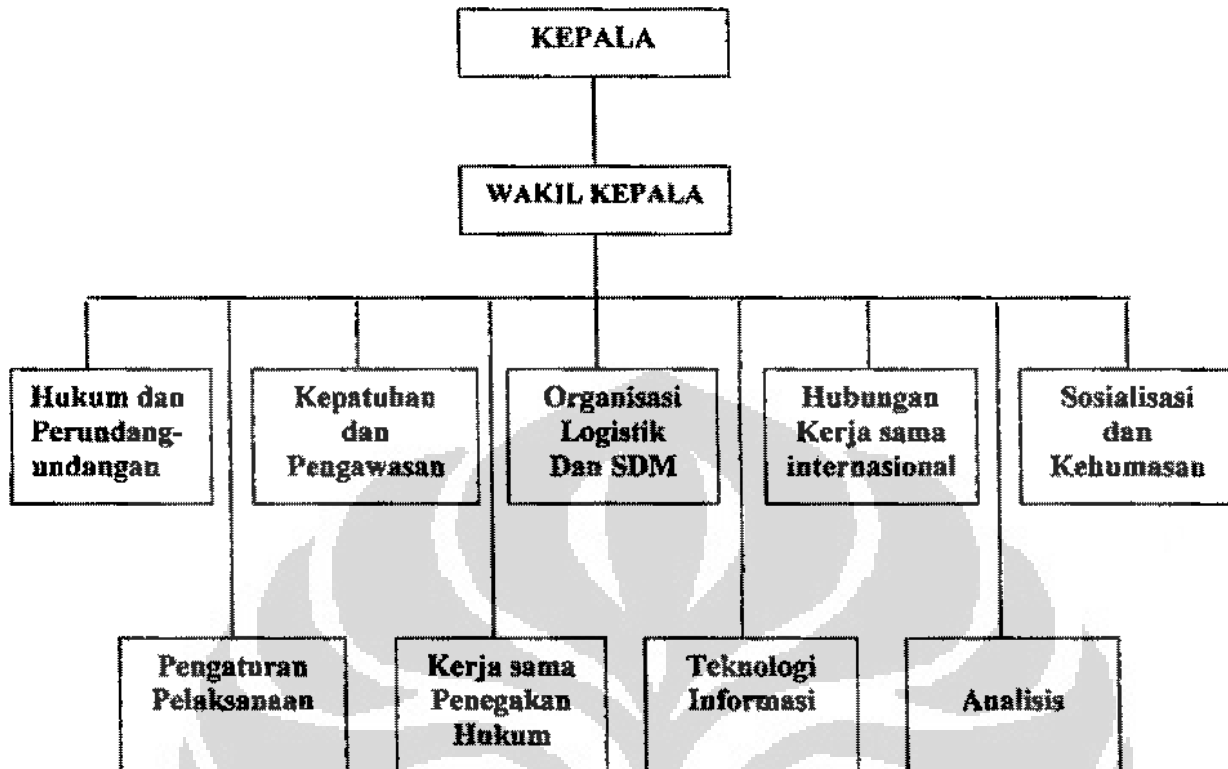 KEPALA
WAKIL KEPALA
Hukum dan
Perundang-
undangan
Kepatuhan
dan
Pengawasan
Organisasi
Logistik
Dan SDM
Hubungan
Kerja sama
internasional
Sosialisasi
dan
Kehumasan
Pengaturan
Pelaksanaan
Kerja sama
Penegakan
Hukum
Teknologi
Informasi
Analisis